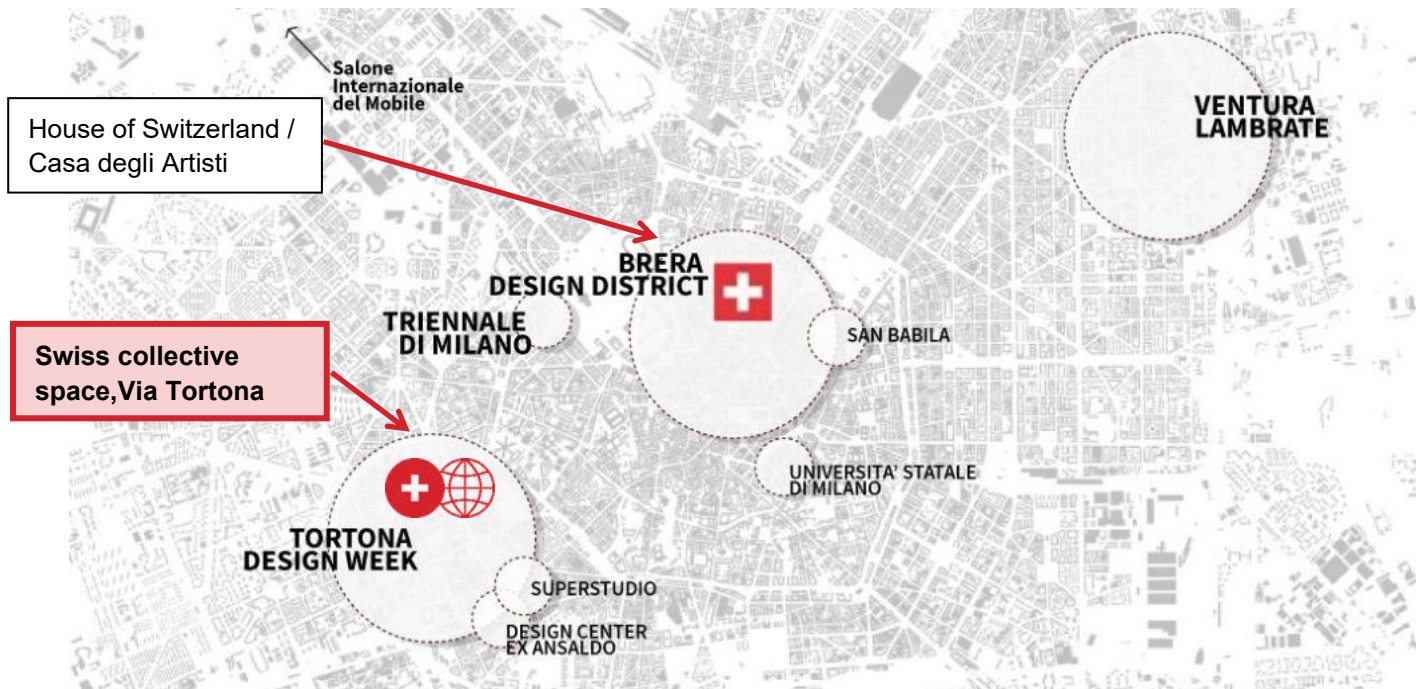 Salone
Internazionale
del Mobile
House of Switzerland /
Casa degli Artisti
VENTURA
LAMBRATE
BRERA
DESIGN DISTRICT
TRIENNALE
DI MILANO
SAN BABILA
Swiss collective
space,Via Tortona
UNIVERSITA’ STATALE
DI MILANO
TORTONA
DESIGN WEEK
SUPERSTUDIO
DESIGN CENTER
EX ANSALDO